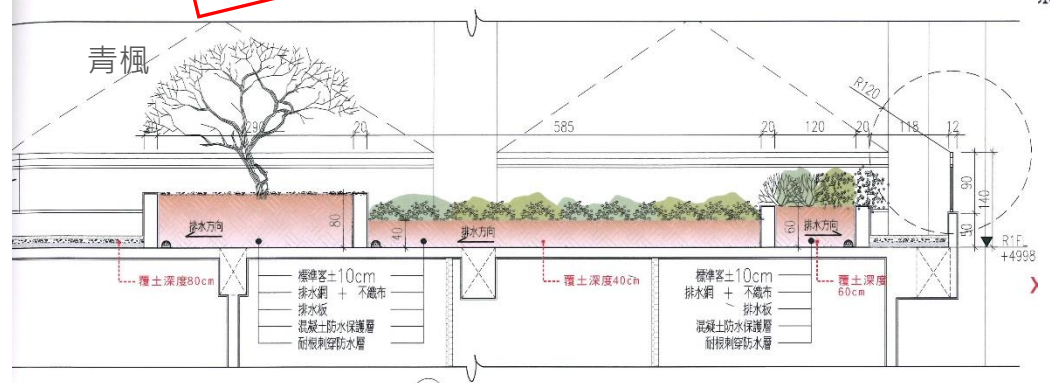 青楓
R120
20
290
20
585
20
120
20
118
12
90
140
50
80
40
60
排水方向
排水方向
排水方向
R1F
+4998
覆土深度80cm
標準客土10cm
排水網 + 不織布
排水板
混凝土防水保護層
耐根刺穿防水層
覆土深度40cm
標準客土10cm
排水網 + 不織布
排水板
混凝土防水保護層
耐根刺穿防水層
覆土深度
60cm